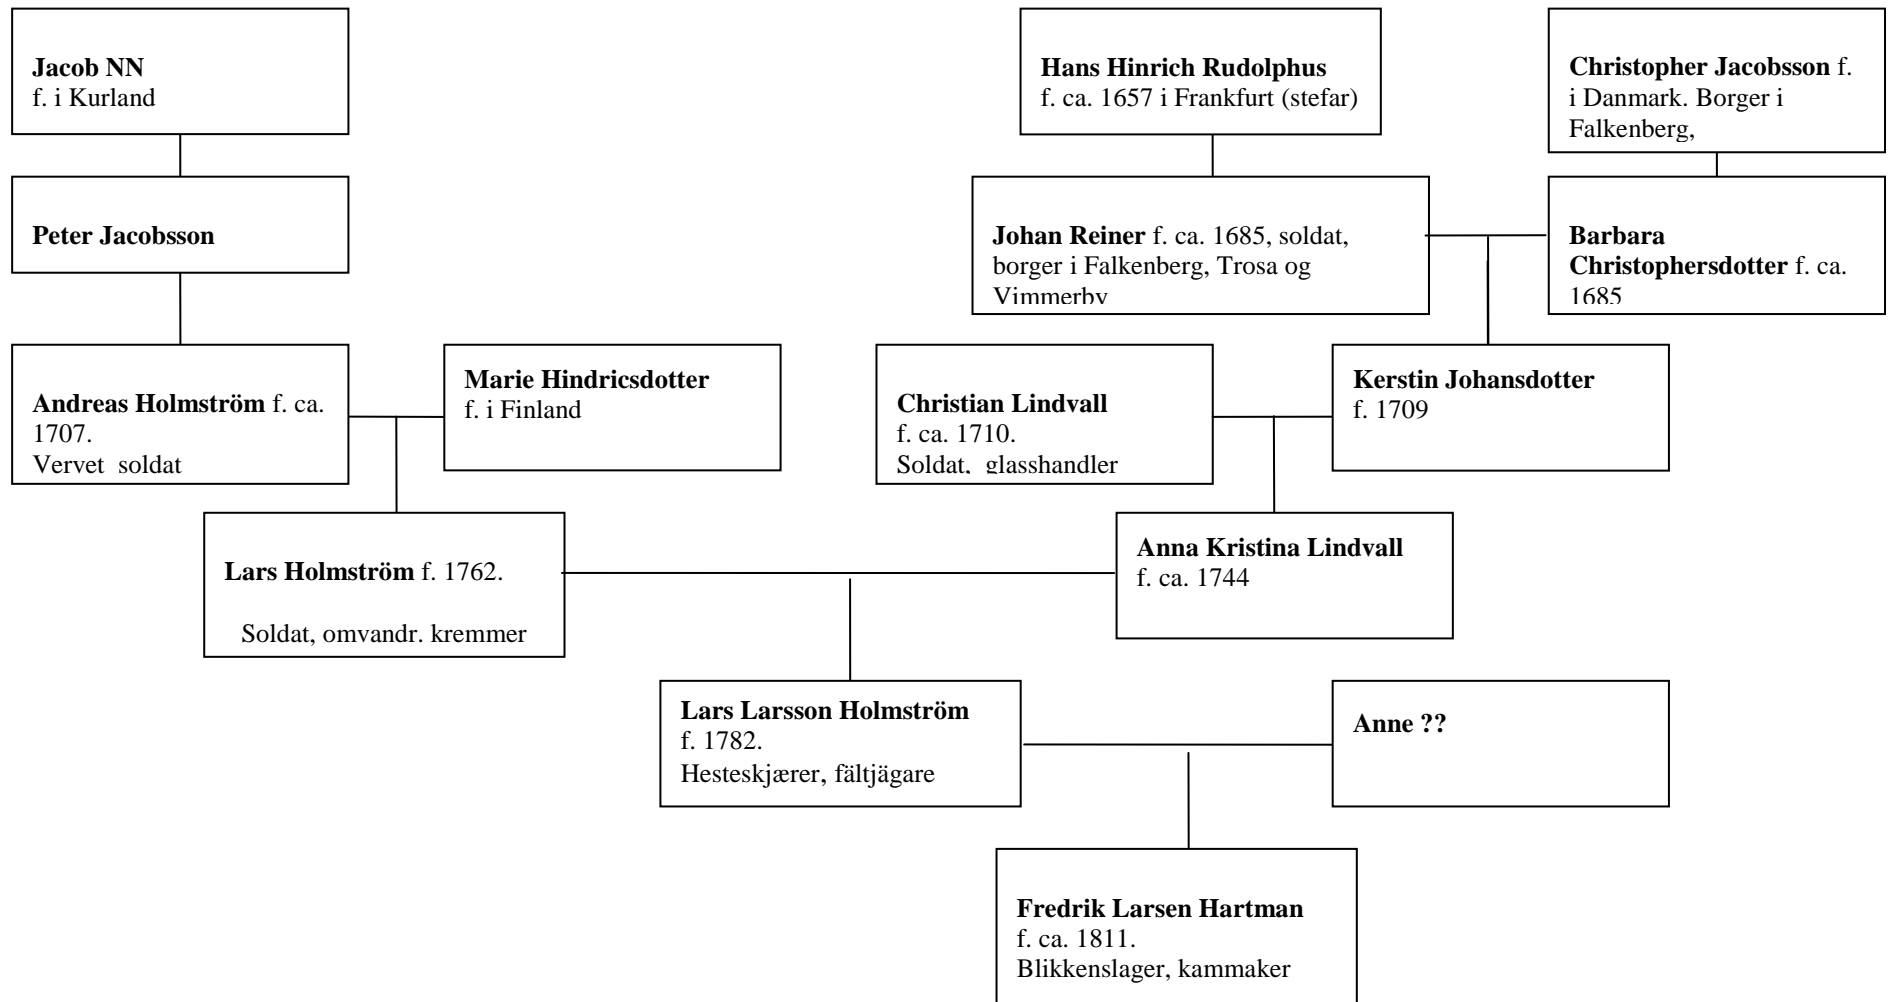 Jacob NN
f. i Kurland
Hans Hinrich Rudolphus
f. ca. 1657 i Frankfurt (stefar)
Christopher Jacobsson f.
i Danmark. Borger i
Falkenberg,
Peter Jacobsson
Johan Reiner f. ca. 1685, soldat,
borger i Falkenberg, Trosa og
Vimmerby
Barbara
Christophersdotter f. ca.
1685
Andreas Holmström f. ca.
1707.
Vervet soldat
Marie Hindricsdotter
f. i Finland
Christian Lindvall
f. ca. 1710.
Soldat, glasshandler
Kerstin Johansdotter
f. 1709
Lars Holmström f. 1762.
Soldat, omvandr. kremmer
Anna Kristina Lindvall
f. ca. 1744
Lars Larsson Holmström
f. 1782.
Hesteskjærer, fältjägare
Anne ??
Fredrik Larsen Hartman
f. ca. 1811.
Blikkenslager, kammaker